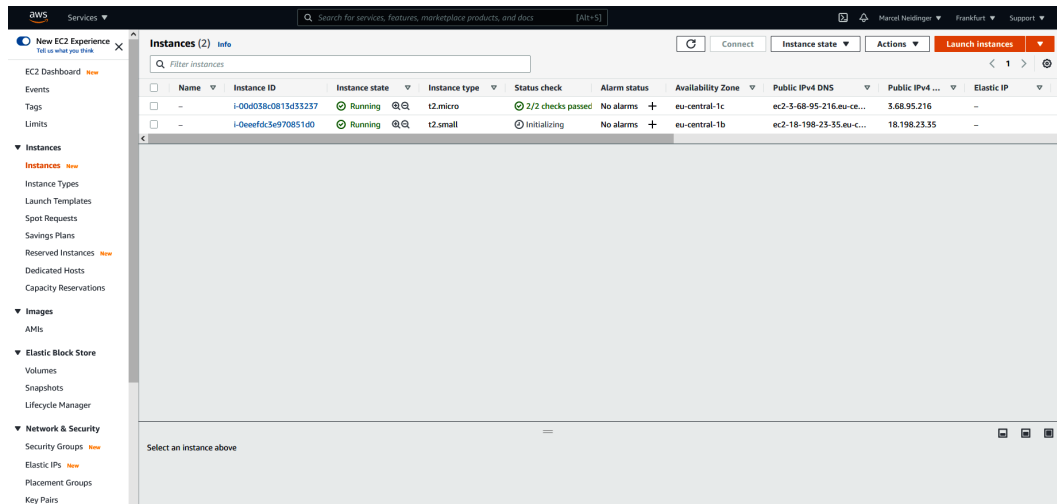 aws Services ▼ Search for services, features, marketplace products, and docs [Alt+S] Marcel Neidinger ▼ Frankfurt ▼ Support ▼
New EC2 Experience
Tell us what you think
EC2 Dashboard New
Events
Tags
Limits
Instances
Instances New
Instance Types
Launch Templates
Spot Requests
Savings Plans
Reserved Instances New
Dedicated Hosts
Capacity Reservations
Images
AMIs
Elastic Block Store
Volumes
Snapshots
Lifecycle Manager
Network & Security
Security Groups New
Elastic IPs New
Placement Groups
Key Pairs
Instances (2) Info Connect Instance state ▼ Actions ▼ Launch instances ▼
Filter instances 1
Name Instance ID Instance state Instance type Status check Alarm status Availability Zone Public IPv4 DNS Public IPv4 ... Elastic IP
– i-00d038c0813d33237 Running t2.micro 2/2 checks passed No alarms + eu-central-1c ec2-3-68-95-216.eu-ce... 3.68.95.216 –
– i-0eeefdc3e970851d0 Running t2.small Initializing No alarms + eu-central-1b ec2-18-198-23-35.eu-c... 18.198.23.35 –
Select an instance above